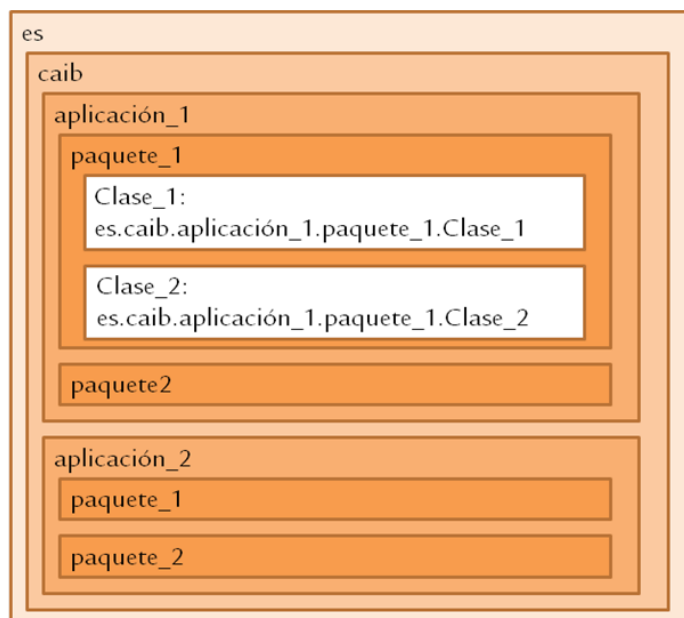 es
caib
aplicación_1
paquete_1
Clase_1:
es.caib.aplicación_1.paquete_1.Clase_1
Clase_2:
es.caib.aplicación_1.paquete_1.Clase_2
paquete2
aplicación_2
paquete_1
paquete_2